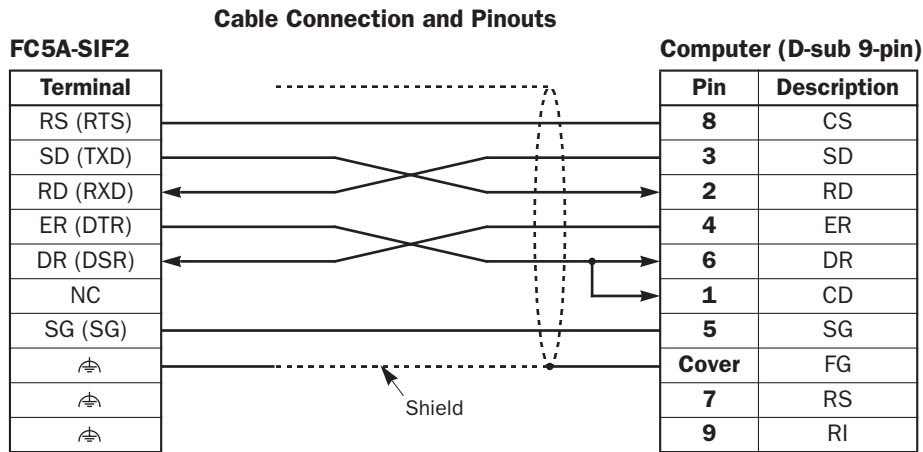 Cable Connection and Pinouts
FC5A-SIF2 Computer (D-sub 9-pin)
Terminal Pin Description
RS (RTS) 8 CS
SD (TXD) 3 SD
RD (RXD) 2 RD
ER (DTR) 4 ER
DR (DSR) 6 DR
NC 1 CD
SG (SG) 5 SG
Cover FG
Shield 7 RS
9 RI